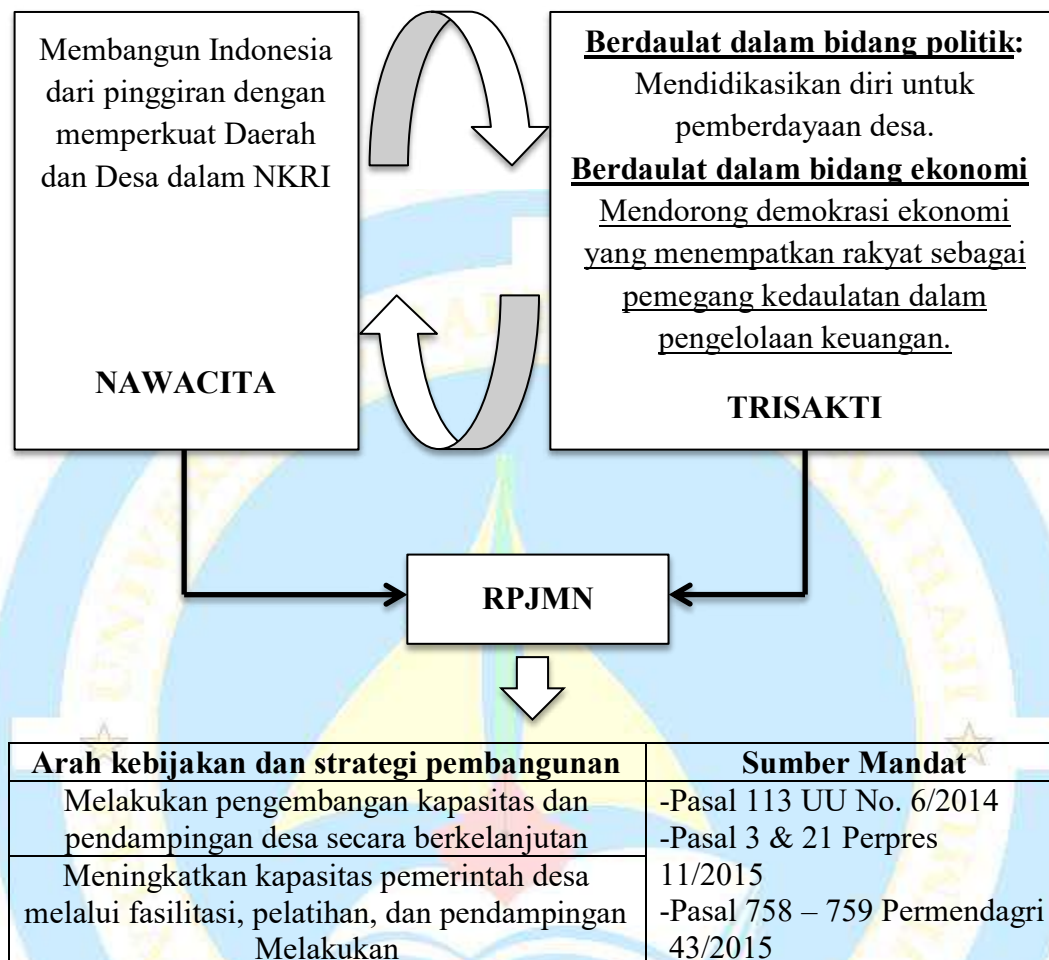 Membangun Indonesia
dari pinggiran dengan
memperkuat Daerah
dan Desa dalam NKRI
NAWACITA
Berdaulat dalam bidang politik:
Mendidikasikan diri untuk
pemberdayaan desa.
Berdaulat dalam bidang ekonomi
Mendorong demokrasi ekonomi
yang menempatkan rakyat sebagai
pemegang kedaulatan dalam
pengelolaan keuangan.
TRISAKTI
RPJMN
Arah kebijakan dan strategi pembangunan
Sumber Mandat
Melakukan pengembangan kapasitas dan
pendampingan desa secara berkelanjutan
Meningkatkan kapasitas pemerintah desa
melalui fasilitasi, pelatihan, dan pendampingan
Melakukan
-Pasal 113 UU No. 6/2014
-Pasal 3 & 21 Perpres
11/2015
-Pasal 758 – 759 Permendagri
43/2015